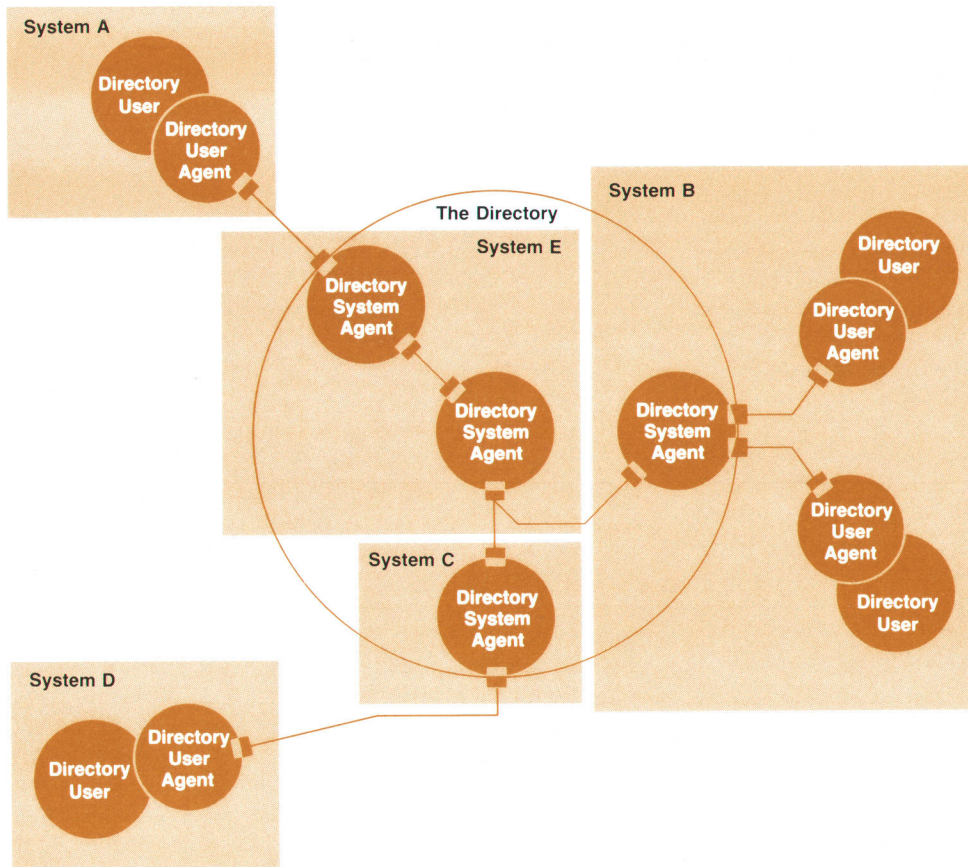 System A
Directory
User
Directory
User
Agent
The Directory
System E
Directory
System
Agent
Directory
System
Agent
System B
Directory
User
Directory
User
Agent
Directory
System
Agent
Directory
User
Agent
Directory
User
System C
Directory
System
Agent
System D
Directory
User
Directory
User
Agent